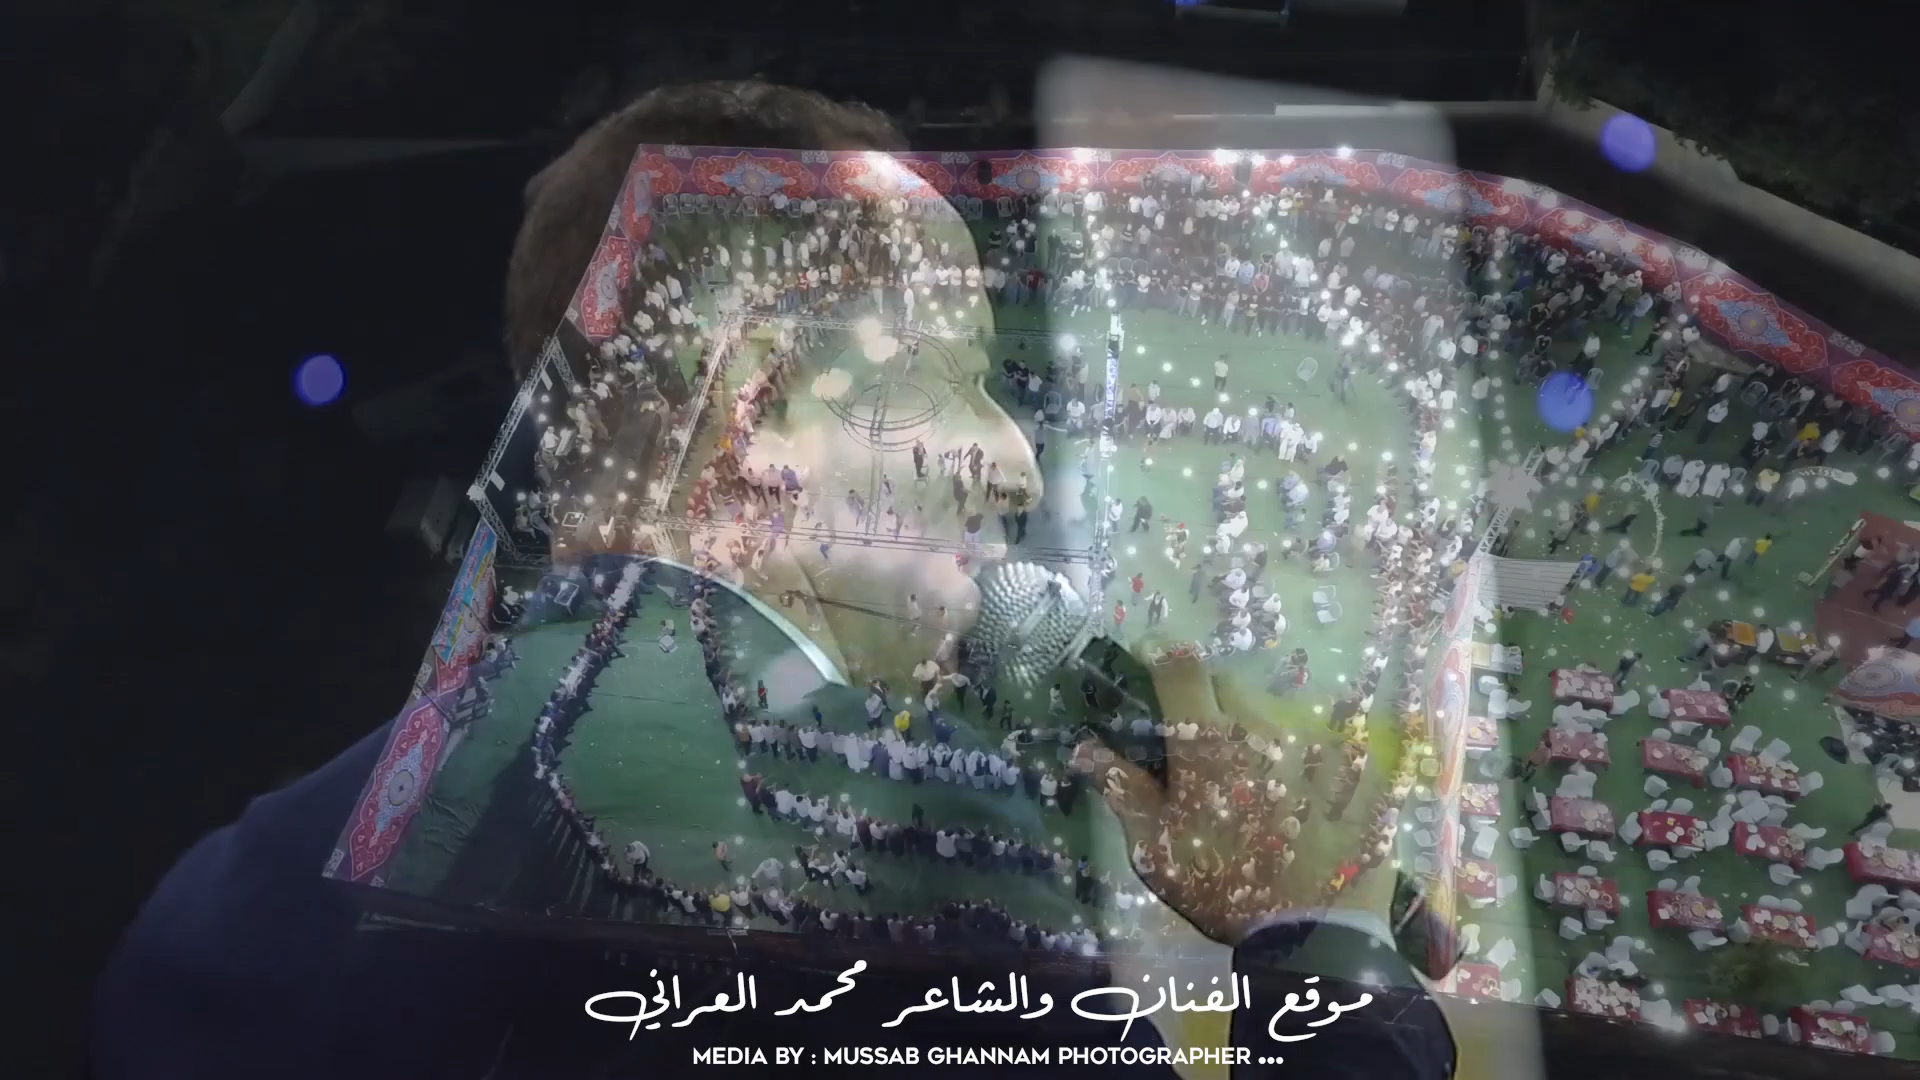 موقع الفنان والشاعر محمد العراني
MEDIA BY : MUSSAB GHANNAM PHOTOGRAPHER ...